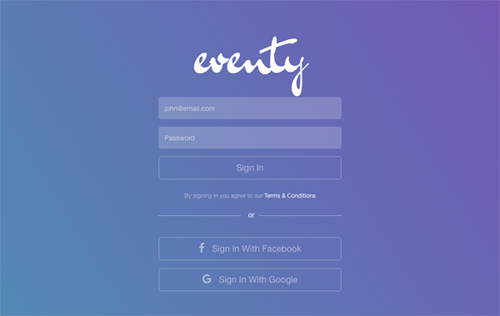 eventy
john@email.com
Password
Sign In
By signing in you agree to our Terms & Conditions
or
Sign In With Facebook
Sign In With Google